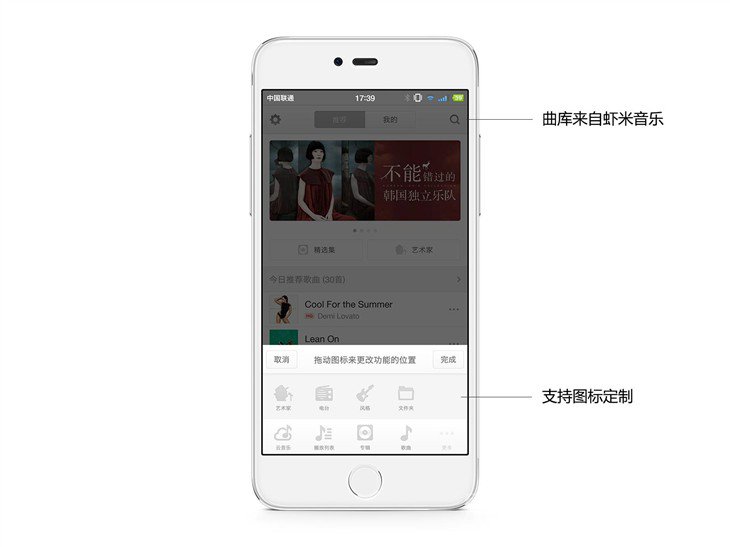 中国联通 17:39 59
推荐 我的
曲库来自虾米音乐
不能错过的
韩国独立乐队
精选集 艺术家
今日推荐歌曲 (30首)
Cool For the Summer
Demi Lovato
Lean On
取消 拖动图标来更改功能的位置 完成
艺术家 电台 风格 文件夹
支持图标定制
云音乐 播放列表 专辑 歌曲 更多